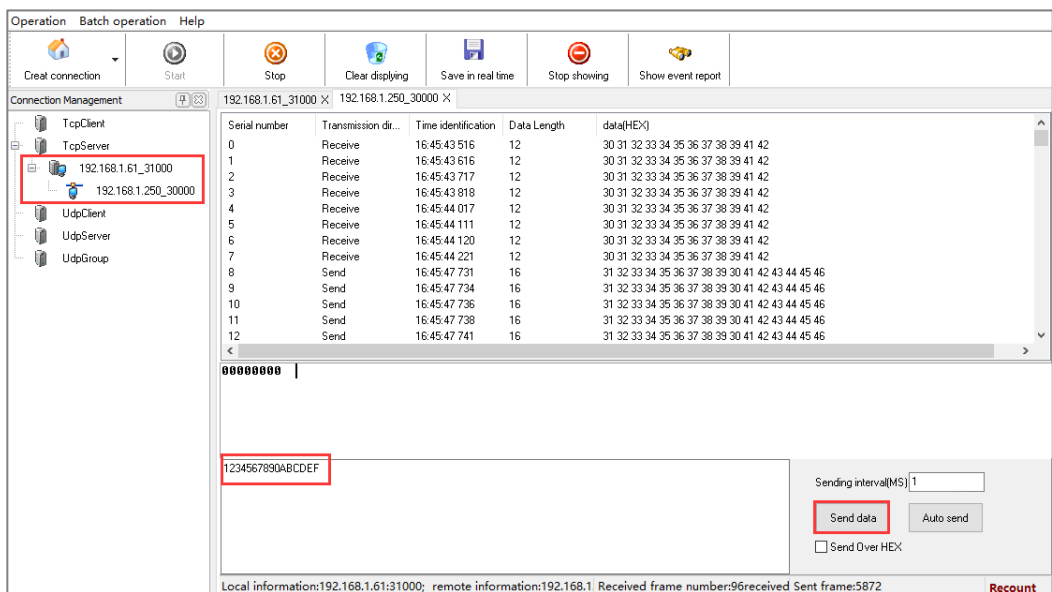 Operation Batch operation Help
Creat connection Start Stop Clear displying Save in real time Stop showing Show event report
Connection Management
TcpClient
TcpServer
192.168.1.61_31000
192.168.1.250_30000
UdpClient
UdpServer
UdpGroup
192.168.1.61_31000 X 192.168.1.250_30000 X
Serial number Transmission dir... Time identification Data Length data(HEX)
0 Receive 16:45:43 516 12 30 31 32 33 34 35 36 37 38 39 41 42
1 Receive 16:45:43 616 12 30 31 32 33 34 35 36 37 38 39 41 42
2 Receive 16:45:43 717 12 30 31 32 33 34 35 36 37 38 39 41 42
3 Receive 16:45:43 818 12 30 31 32 33 34 35 36 37 38 39 41 42
4 Receive 16:45:44 017 12 30 31 32 33 34 35 36 37 38 39 41 42
5 Receive 16:45:44 111 12 30 31 32 33 34 35 36 37 38 39 41 42
6 Receive 16:45:44 120 12 30 31 32 33 34 35 36 37 38 39 41 42
7 Receive 16:45:44 221 12 30 31 32 33 34 35 36 37 38 39 41 42
8 Send 16:45:47 731 16 31 32 33 34 35 36 37 38 39 30 41 42 43 44 45 46
9 Send 16:45:47 734 16 31 32 33 34 35 36 37 38 39 30 41 42 43 44 45 46
10 Send 16:45:47 736 16 31 32 33 34 35 36 37 38 39 30 41 42 43 44 45 46
11 Send 16:45:47 738 16 31 32 33 34 35 36 37 38 39 30 41 42 43 44 45 46
12 Send 16:45:47 741 16 31 32 33 34 35 36 37 38 39 30 41 42 43 44 45 46
00000000
1234567890ABCDEF
Sending interval(MS) 1
Send data Auto send
Send Over HEX
Local information:192.168.1.61:31000; remote information:192.168.1 Received frame number:96received Sent frame:5872 Recount